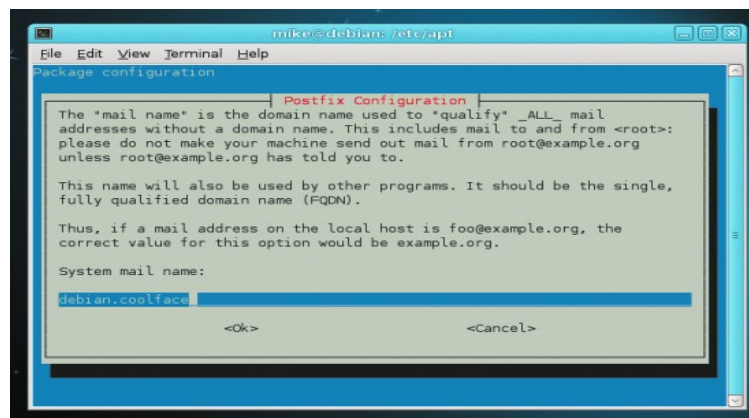 mike@debian: /etc/apt
File Edit View Terminal Help
Package configuration
Postfix Configuration
The "mail name" is the domain name used to "qualify" _ALL_ mail
addresses without a domain name. This includes mail to and from <root>:
please do not make your machine send out mail from root@example.org
unless root@example.org has told you to.
This name will also be used by other programs. It should be the single,
fully qualified domain name (FQDN).
Thus, if a mail address on the local host is foo@example.org, the
correct value for this option would be example.org.
System mail name:
debian.coolface
<Ok> <Cancel>